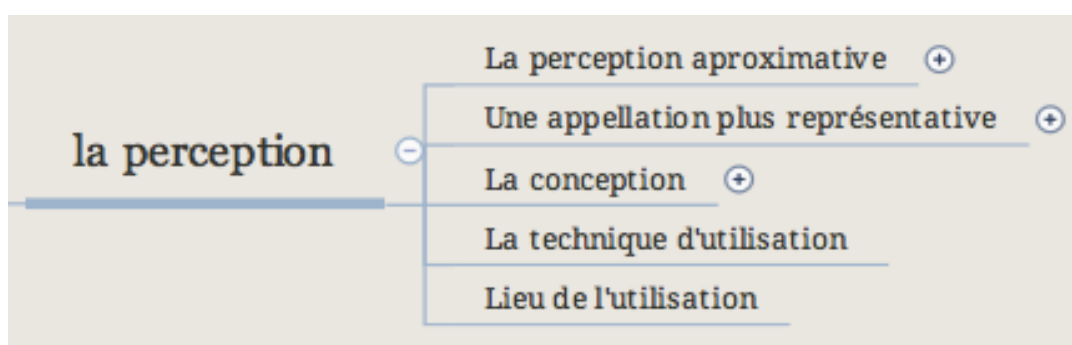 La perception aproximative
Une appellation plus représentative
la perception
La conception
La technique d'utilisation
Lieu de l'utilisation